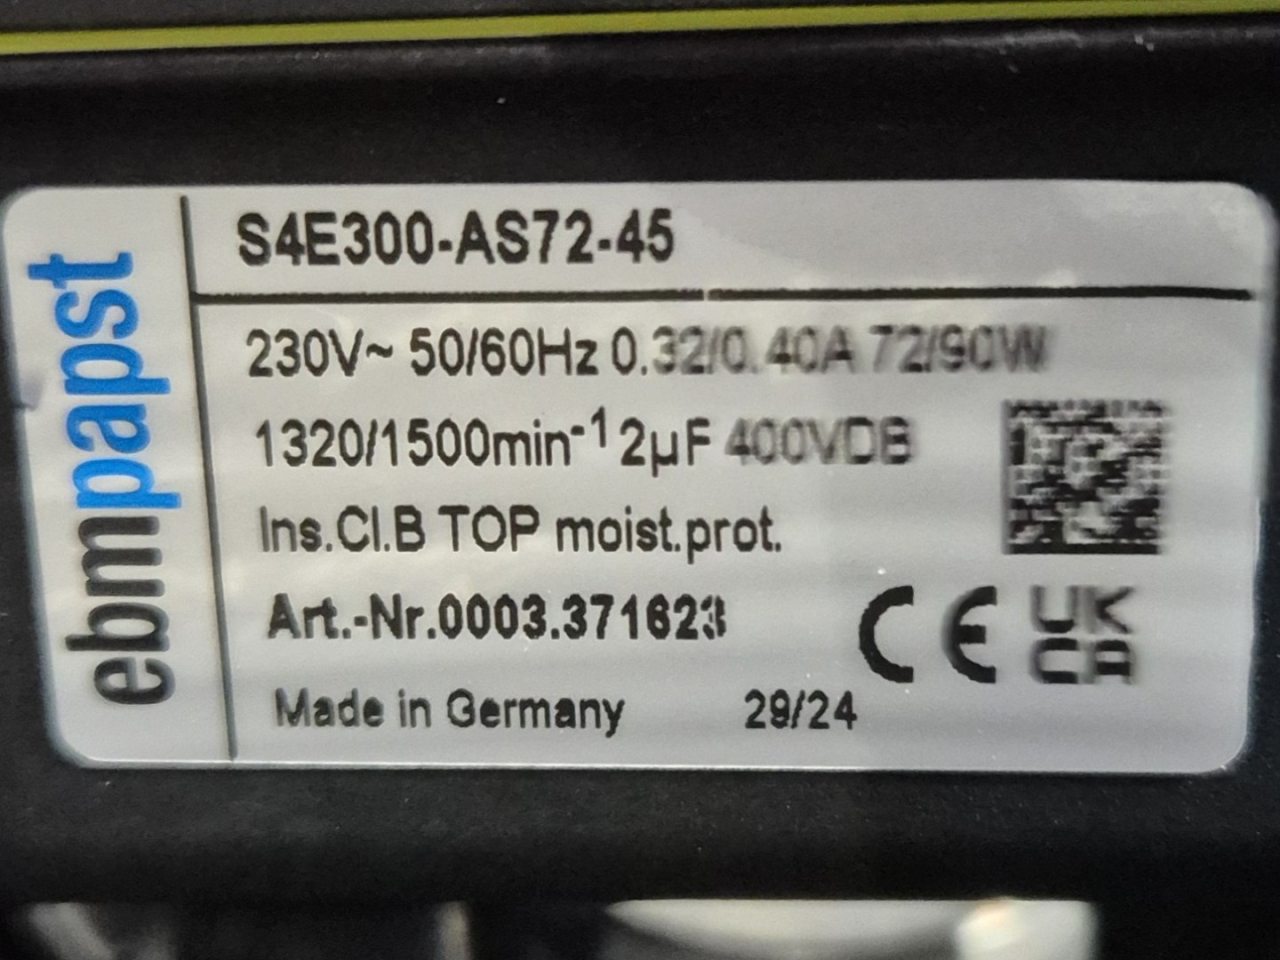 ebmpapst
S4E300-AS72-45
230V~ 50/60Hz 0.32/0.40A 72/90W
1320/1500min⁻¹ 2µF 400VDB
Ins.Cl.B TOP moist.prot.
Art.-Nr.0003.371623
CE UK
CA
Made in Germany 29/24